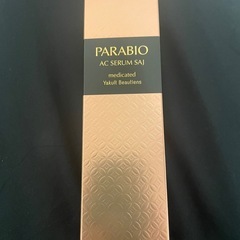 PARABIO
AC SERUM SAJ
medicated
Yakult Beautiens